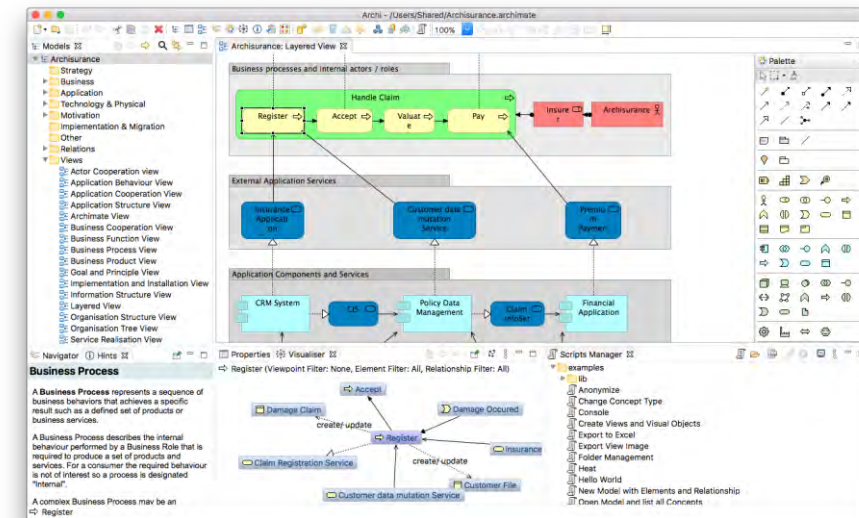 Archi - /Users/Shared/Archisurance.archimate
100%
Models
Archisurance
Strategy
Business
Application
Technology & Physical
Motivation
Implementation & Migration
Other
Relations
Views
Actor Cooperation view
Application Behaviour View
Application Cooperation View
Application Structure View
Archimate View
Business Cooperation View
Business Function View
Business Process View
Business Product View
Goal and Principle View
Implementation and Installation View
Information Structure View
Layered View
Organisation Structure View
Organisation Tree View
Service Realisation View
Archisurance: Layered View
Business processes and internal actors / roles
Handle Claim
Register
Accept
Valuat
e
Pay
Insure
r
Archisurance
External Application Services
Insurance
Applicati
on
Customer data
mutation
Service
Premiu
m
Paymen
Application Components and Services
CRM System
CIS
Policy Data
Management
Claim
InfoSer
Financial
Application
Palette
Navigator
Hints
Business Process
A Business Process represents a sequence of
business behaviors that achieves a specific
result such as a defined set of products or
business services.
A Business Process describes the internal
behaviour performed by a Business Role that is
required to produce a set of products and
services. For a consumer the required behaviour
is not of interest so a process is designated
"internal".
A complex Business Process may be an
Register
Properties
Visualiser
Register (Viewpoint Filter: None, Element Filter: All, Relationship Filter: All)
Accept
Damage Claim
Damage Occured
create/ update
Register
Insurance
Claim Registration Service
create/ update
Customer File
Customer data mutation Service
Scripts Manager
examples
lib
Anonymize
Change Concept Type
Console
Create Views and Visual Objects
Export to Excel
Export View Image
Folder Management
Heat
Hello World
New Model with Elements and Relationship
Open Model and list all Concepts